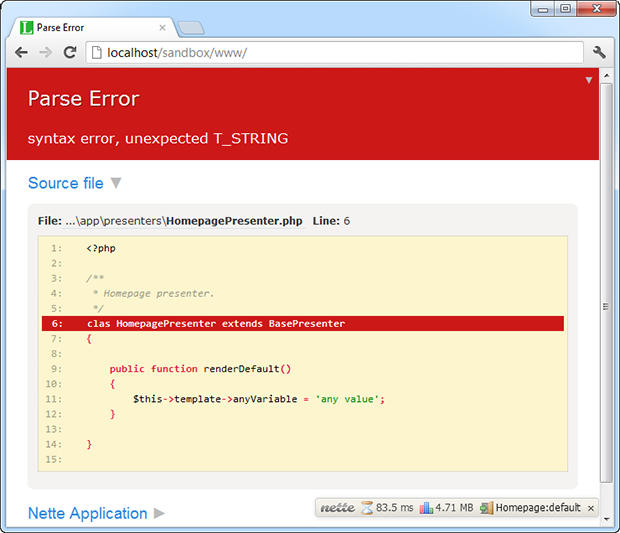 Parse Error
localhost/sandbox/www/
Parse Error
syntax error, unexpected T_STRING
Source file
File: ...\app\presenters\HomepagePresenter.php Line: 6
1: <?php
2:
3: /**
4: * Homepage presenter.
5: */
6: clas HomepagePresenter extends BasePresenter
7: {
8:
9: public function renderDefault()
10: {
11: $this->template->anyVariable = 'any value';
12: }
13:
14: }
15:
nette 83.5 ms 4.71 MB Homepage:default ×
Nette Application